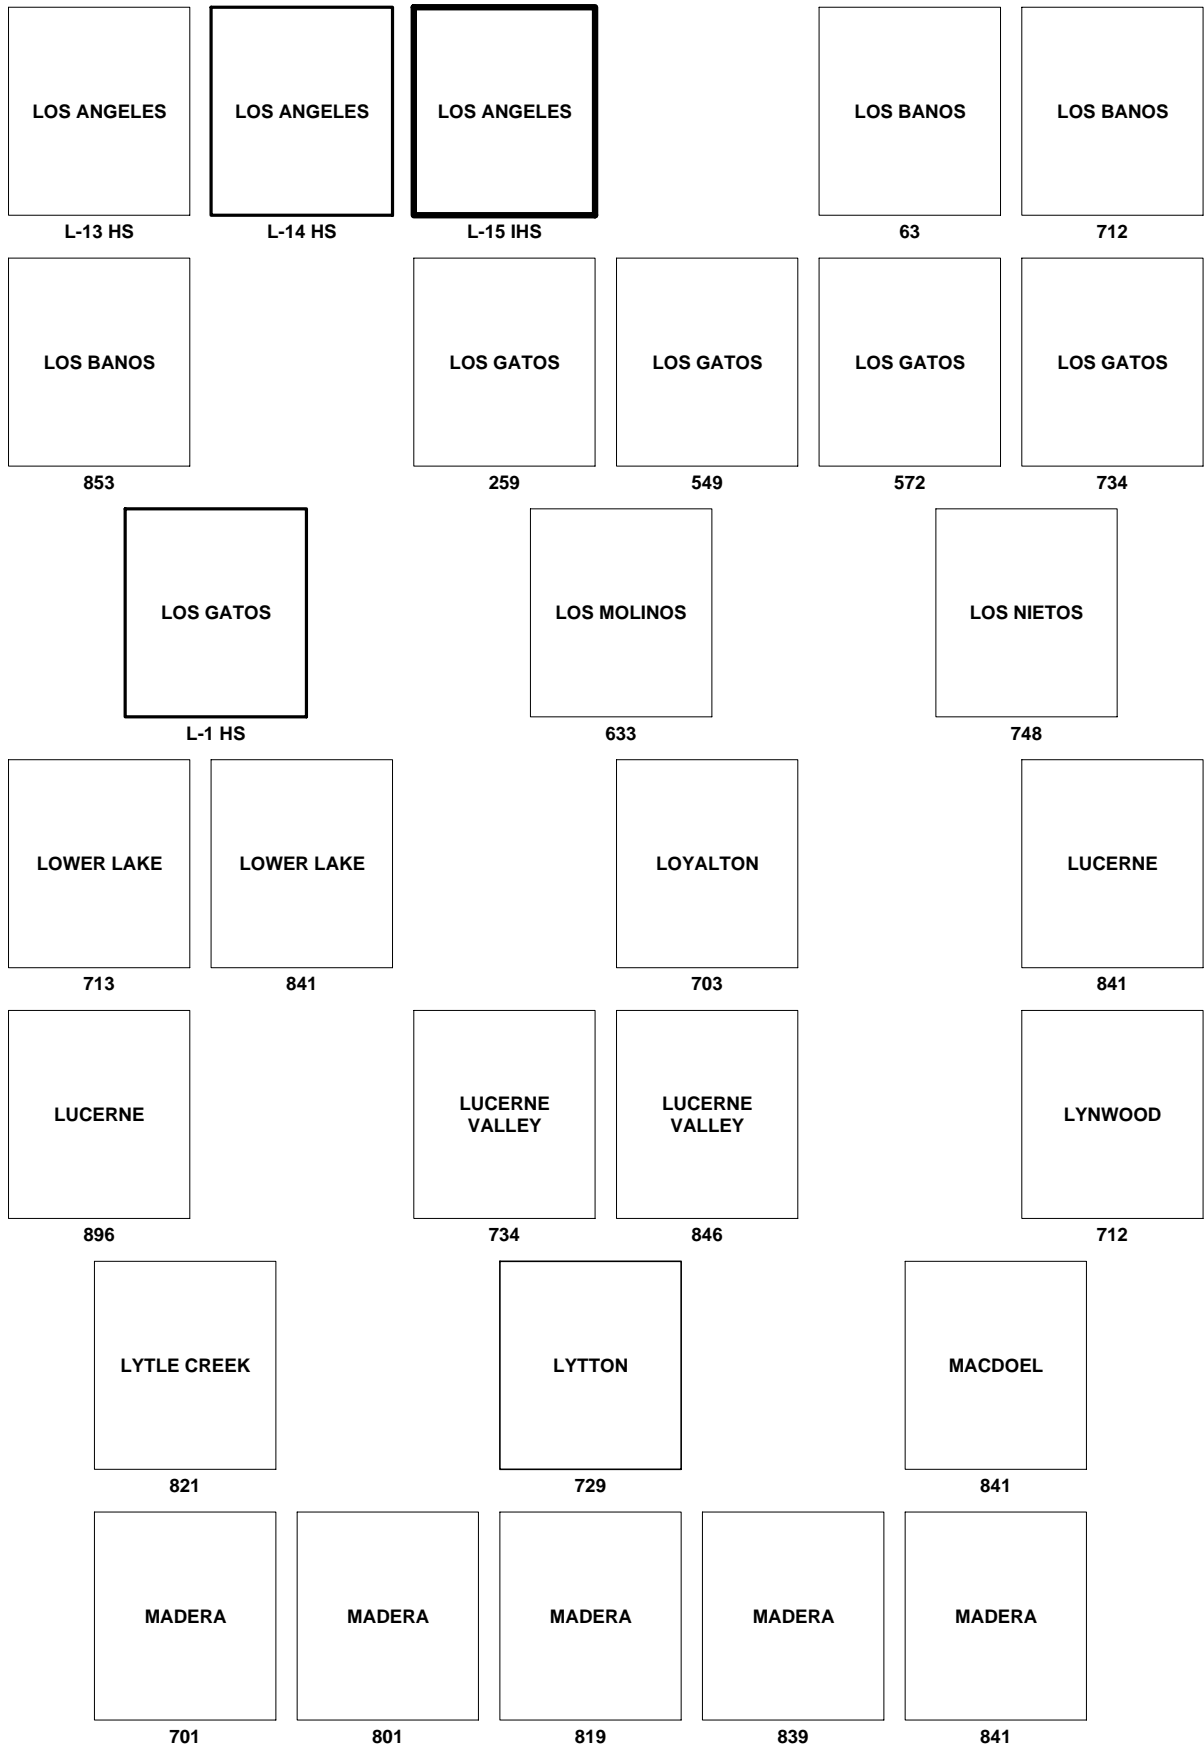 LOS ANGELES
LOS ANGELES
LOS ANGELES
LOS BANOS
LOS BANOS
L-13 HS
L-14 HS
L-15 IHS
63
712
LOS BANOS
LOS GATOS
LOS GATOS
LOS GATOS
LOS GATOS
853
259
549
572
734
LOS GATOS
LOS MOLINOS
LOS NIETOS
L-1 HS
633
748
LOWER LAKE
LOWER LAKE
LOYALTON
LUCERNE
713
841
703
841
LUCERNE
LUCERNE
VALLEY
LUCERNE
VALLEY
LYNWOOD
896
734
846
712
LYTLE CREEK
LYTTON
MACDOEL
821
729
841
MADERA
MADERA
MADERA
MADERA
MADERA
701
801
819
839
841